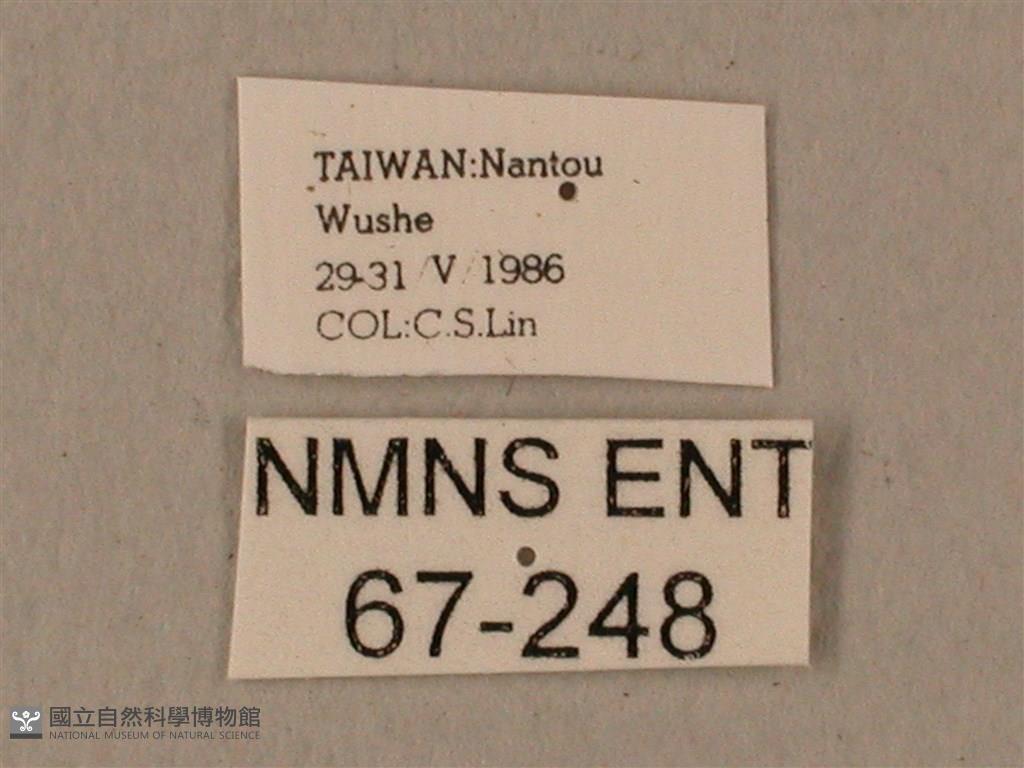 TAIWAN:Nantou
Wushe
29-31/V/1986
COL:C.S.Lin
NMNS ENT
67-248
國立自然科學博物館
NATIONAL MUSEUM OF NATURAL SCIENCE